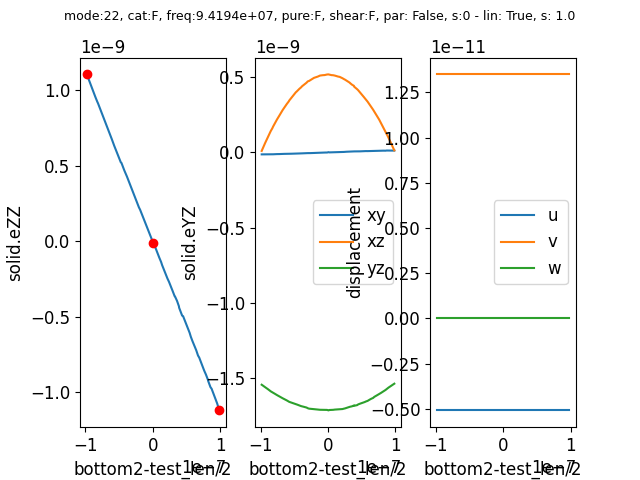 mode:22, cat:F, freq:9.4194e+07, pure:F, shear:F, par: False, s:0 - lin: True, s: 1.0
1e−9
1.0
0.5
0.0
−0.5
−1.0
solid.eZZ
−1
0
1
1e−7
bottom2-test_len/2
1e−9
0.5
0.0
−0.5
−1.0
−1.5
solid.eYZ
xy
xz
yz
−1
0
1
1e−7
bottom2-test_len/2
1e−11
1.25
1.00
0.75
0.50
0.25
0.00
−0.25
−0.50
displacement
u
v
w
−1
0
1
1e−7
bottom2-test_len/2